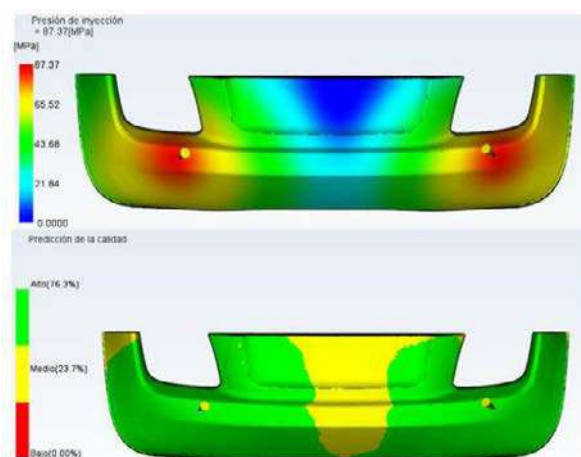 Presión de inyección
= 87.37[MPa]
[MPa]
87.37
65.52
43.68
21.84
0.0000
Predicción de la calidad
Alto(76.3%)
Medio(23.7%)
Bajo(0.00%)